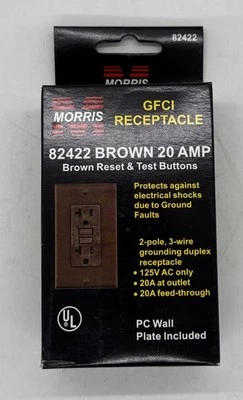 82422
MORRIS
GFCI
RECEPTACLE
MORRIS
82422 BROWN 20 AMP
Brown Reset & Test Buttons
Protects against
electrical shocks
due to Ground
Faults
2-pole, 3-wire
grounding duplex
receptacle
• 125V AC only
• 20A at outlet
• 20A feed-through
UL
PC Wall
Plate Included